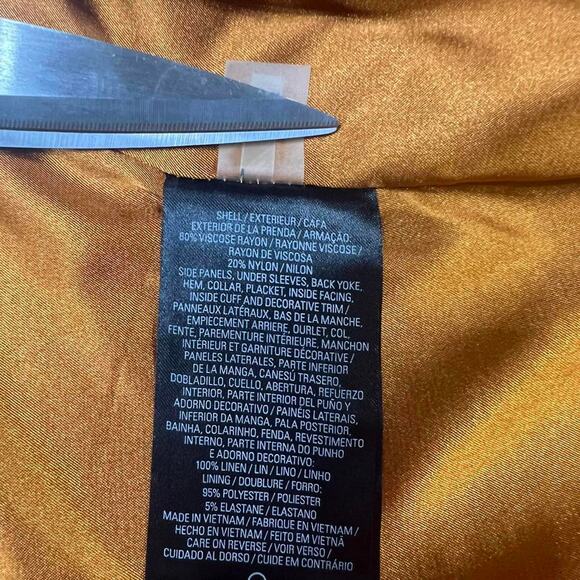 SHELL / EXTERIEUR / CAFA
EXTERIOR DE LA PRENDA / ARMAÇÃO:
80% VISCOSE RAYON / RAYONNE VISCOSE /
RAYON DE VISCOSA
20% NYLON / NILON
SIDE PANELS, UNDER SLEEVES, BACK YOKE,
HEM, COLLAR, PLACKET, INSIDE FACING,
INSIDE CUFF AND DECORATIVE TRIM /
PANNEAUX LATÉRAUX, BAS DE LA MANCHE,
EMPIECEMENT ARRIERE, OURLET, COL,
FENTE, PAREMENTURE INTÉRIEURE, MANCHON
INTÉRIEUR ET GARNITURE DÉCORATIVE /
PANELES LATERALES, PARTE INFERIOR
DE LA MANGA, CANESÚ TRASERO,
DOBLADILLO, CUELLO, ABERTURA, REFUERZO
INTERIOR, PARTE INTERIOR DEL PUÑO Y
ADORNO DECORATIVO / PAINÉIS LATERAIS,
INFERIOR DA MANGA, PALA POSTERIOR,
BAINHA, COLARINHO, FENDA, REVESTIMENTO
INTERNO, PARTE INTERNA DO PUNHO
E ADORNO DECORATIVO:
100% LINEN / LIN / LINO / LINHO
LINING / DOUBLURE / FORRO:
95% POLYESTER / POLIESTER
5% ELASTANE / ELASTANO
MADE IN VIETNAM / FABRIQUE EN VIETNAM /
HECHO EN VIETNAM / FEITO EM VIETNÃ
CARE ON REVERSE / VOIR VERSO /
CUIDADO AL DORSO / CUIDE EM CONTRÁRIO